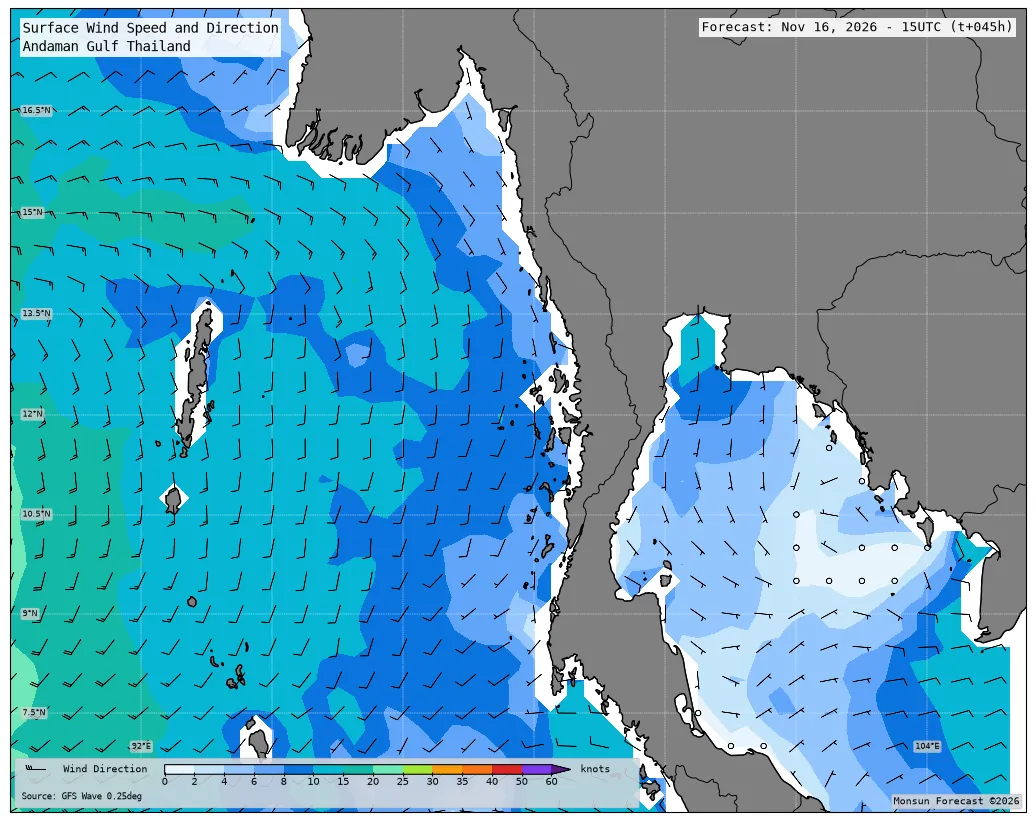 Surface Wind Speed and Direction
Andaman Gulf Thailand
Forecast: Nov 16, 2026 - 15UTC (t+045h)
16.5°N
15°N
13.5°N
12°N
10.5°N
9°N
7.5°N
92°E
104°E
Wind Direction
0 2 4 6 8 10 15 20 25 30 35 40 50 60
knots
Source: GFS Wave 0.25deg
Monsun Forecast ©2026